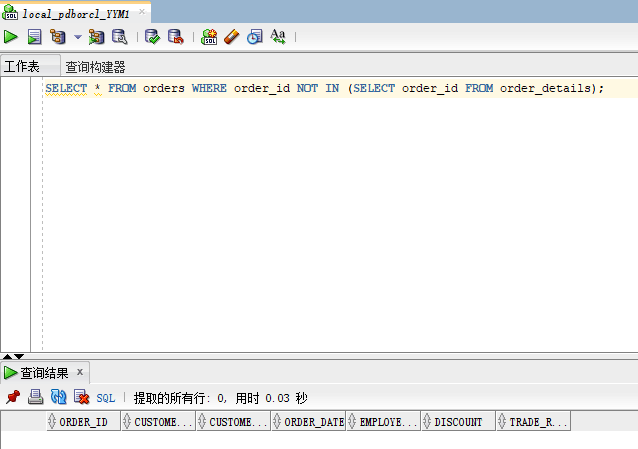 local_pdborcl_YYM1
SQL Aa
工作表 查询构建器
SELECT * FROM orders WHERE order_id NOT IN (SELECT order_id FROM order_details);
查询结果 x
SQL 提取的所有行: 0, 用时 0.03 秒
ORDER_ID CUSTOME... CUSTOME... ORDER_DATE EMPLOYE... DISCOUNT TRADE_R...